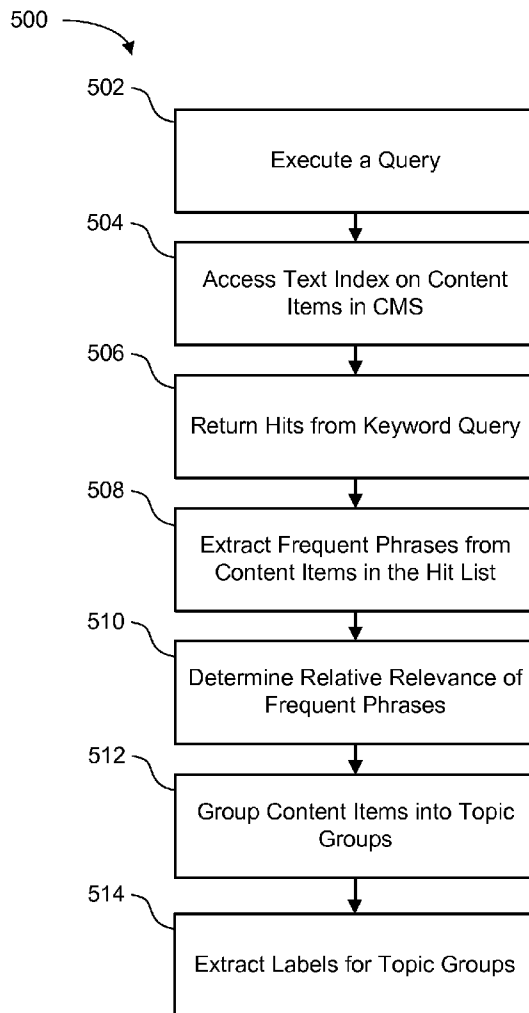 500
502
Execute a Query
504
Access Text Index on Content
Items in CMS
506
Return Hits from Keyword Query
508
Extract Frequent Phrases from
Content Items in the Hit List
510
Determine Relative Relevance of
Frequent Phrases
512
Group Content Items into Topic
Groups
514
Extract Labels for Topic Groups